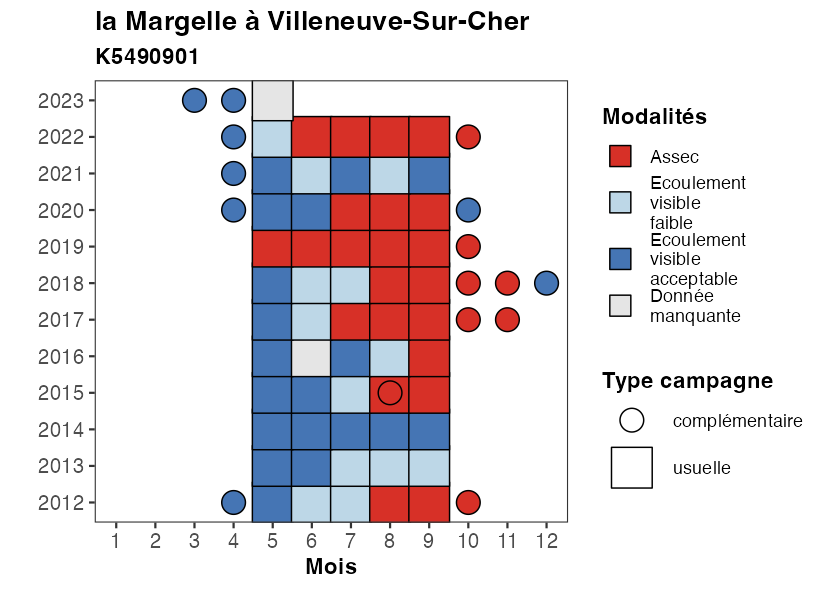 la Margelle à Villeneuve-Sur-Cher
K5490901
2023
2022
2021
2020
2019
2018
2017
2016
2015
2014
2013
2012
1 2 3 4 5 6 7 8 9 10 11 12
Mois
Modalités
Assec
Ecoulement
visible
faible
Ecoulement
visible
acceptable
Donnée
manquante
Type campagne
complémentaire
usuelle